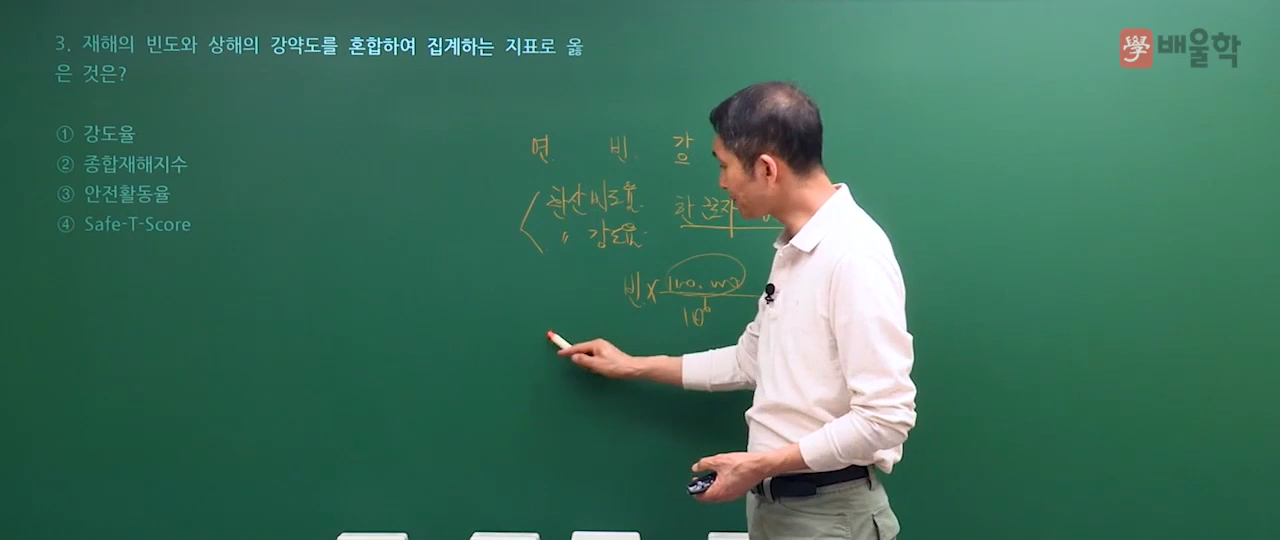 3. 재해의 빈도와 상해의 강약도를 혼합하여 집계하는 지표로 옳
은 것은?
① 강도율
② 종합재해지수
③ 안전활동율
④ Safe-T-Score
學 배울학
연. 빈. 강
환산빈도율
〃 강도율
빈 × 100,000
10⁶